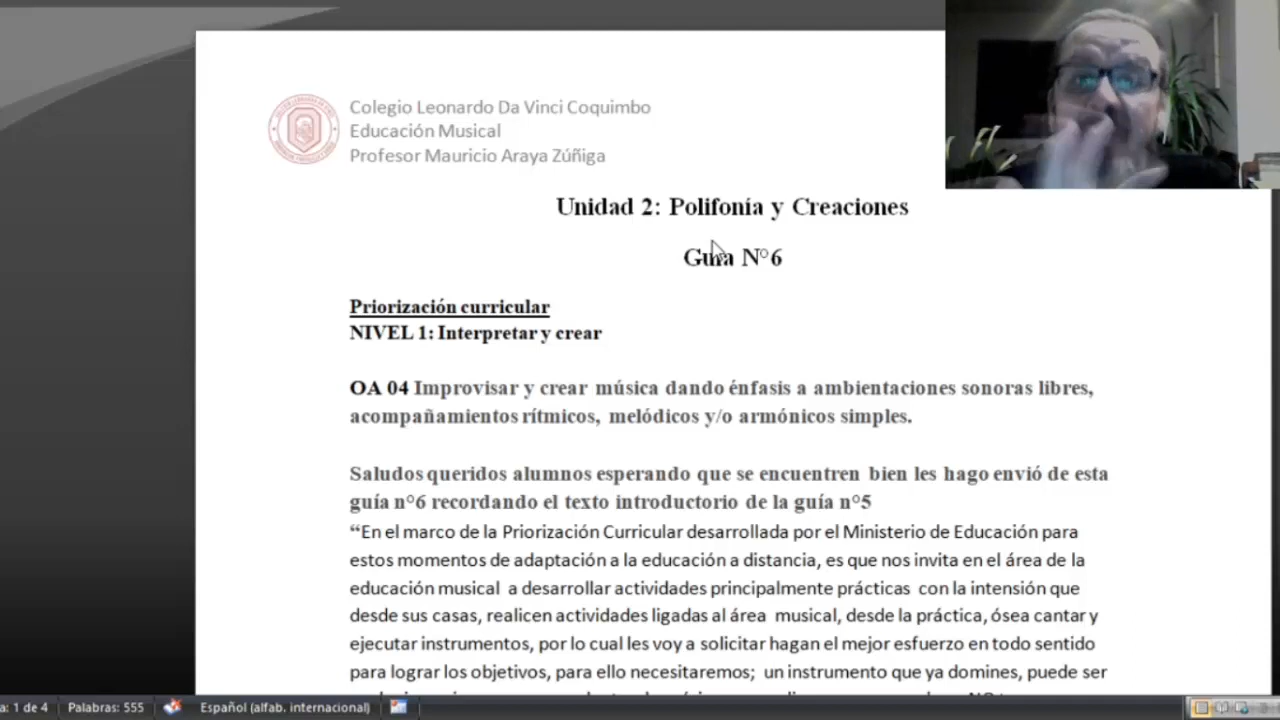 Colegio Leonardo Da Vinci Coquimbo
Educación Musical
Profesor Mauricio Araya Zúñiga
Unidad 2: Polifonía y Creaciones
Guía N°6
Priorización curricular
NIVEL 1: Interpretar y crear
OA 04 Improvisar y crear música dando énfasis a ambientaciones sonoras libres,
acompañamientos rítmicos, melódicos y/o armónicos simples.
Saludos queridos alumnos esperando que se encuentren bien les hago envió de esta
guía n°6 recordando el texto introductorio de la guía n°5
“En el marco de la Priorización Curricular desarrollada por el Ministerio de Educación para
estos momentos de adaptación a la educación a distancia, es que nos invita en el área de la
educación musical a desarrollar actividades principalmente prácticas con la intensión que
desde sus casas, realicen actividades ligadas al área musical, desde la práctica, ósea cantar y
ejecutar instrumentos, por lo cual les voy a solicitar hagan el mejor esfuerzo en todo sentido
para lograr los objetivos, para ello necesitaremos; un instrumento que ya domines, puede ser
a: 1 de 4 Palabras: 555 Español (alfab. internacional)